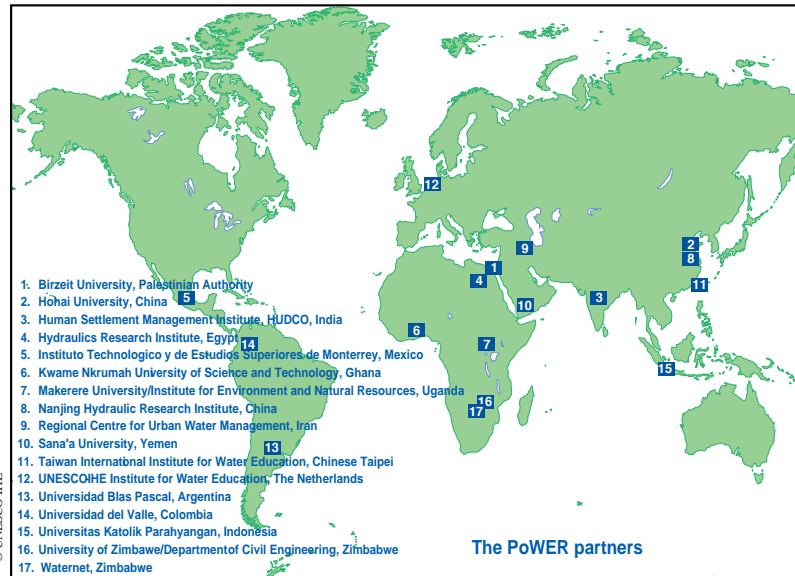 12
9
2
8
1
4
11
5
3
10
6
14
7
15
16
17
13
1. Birzeit University, Palestinian Authority
2. Hohai University, China
3. Human Settlement Management Institute, HUDCO, India
4. Hydraulics Research Institute, Egypt
5. Instituto Technologico y de Estudios Superiores de Monterrey, Mexico
6. Kwame Nkrumah University of Science and Technology, Ghana
7. Makerere University/Institute for Environment and Natural Resources, Uganda
8. Nanjing Hydraulic Research Institute, China
9. Regional Centre for Urban Water Management, Iran
10. Sana'a University, Yemen
11. Taiwan International Institute for Water Education, Chinese Taipei
12. UNESCO-IHE Institute for Water Education, The Netherlands
13. Universidad Blas Pascal, Argentina
14. Universidad del Valle, Colombia
15. Universitas Katolik Parahyangan, Indonesia
16. University of Zimbawe/Departmentof Civil Engineering, Zimbabwe
17. Waternet, Zimbabwe
The PoWER partners